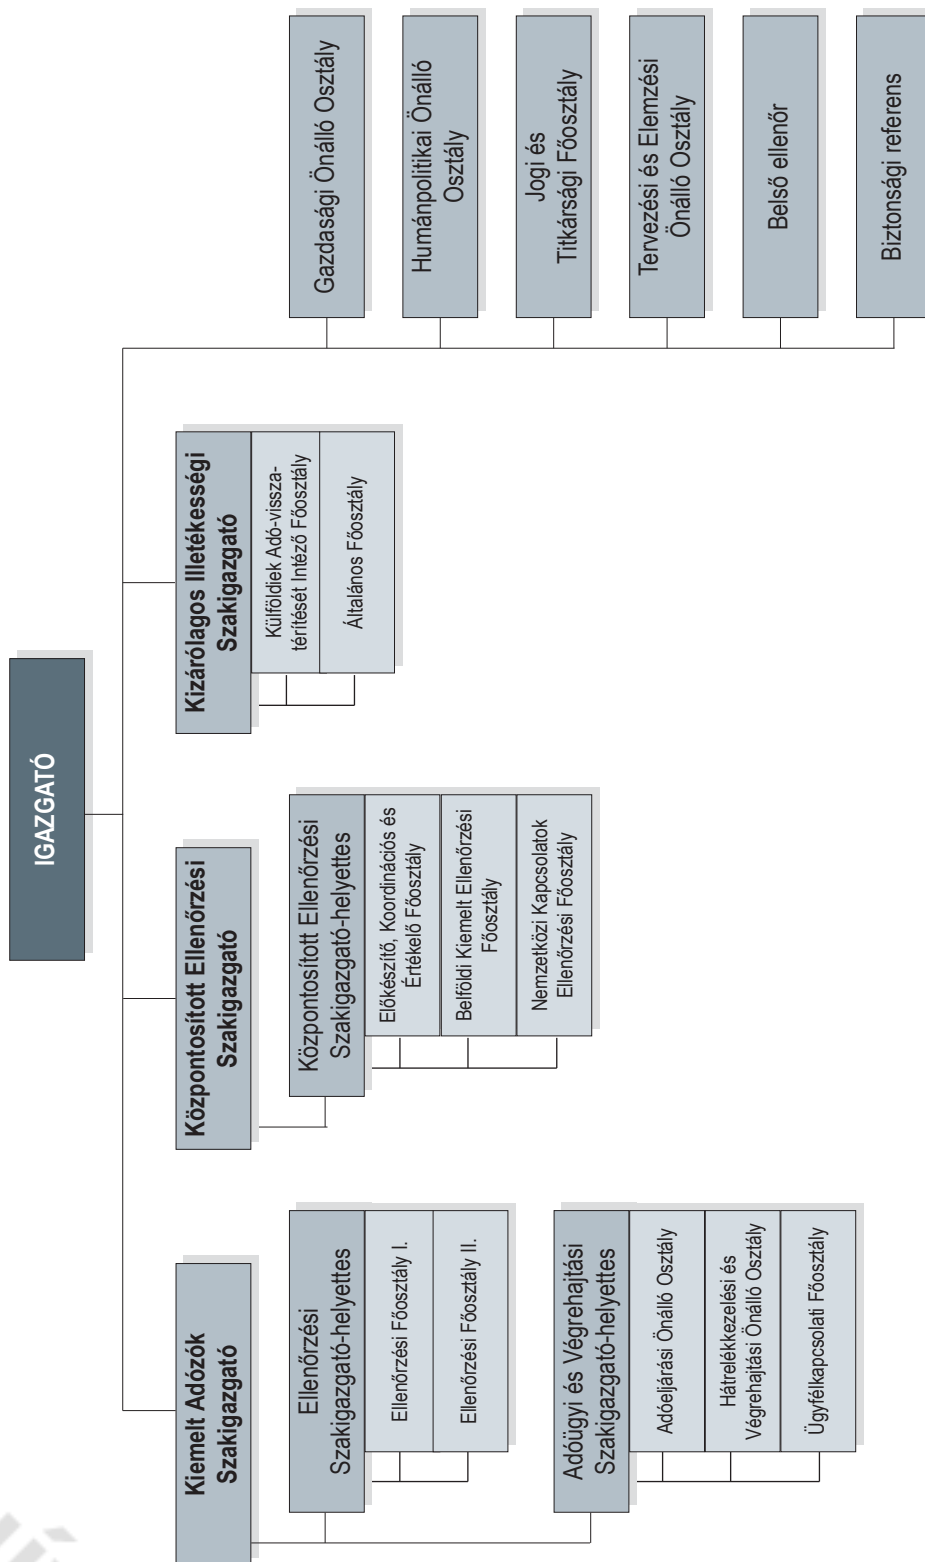 IGAZGATÓ
Kiemelt Adózók
Szakigazgató
Ellenőrzési
Szakigazgató-helyettes
Ellenőrzési Főosztály I.
Ellenőrzési Főosztály II.
Adóügyi és Végrehajtási
Szakigazgató-helyettes
Adóeljárási Önálló Osztály
Hátrelékkezelési és
Végrehajtási Önálló Osztály
Ügyfélkapcsolati Főosztály
Központosított Ellenőrzési
Szakigazgató
Központosított Ellenőrzési
Szakigazgató-helyettes
Előkészítő, Koordinációs és
Értékelő Főosztály
Belföldi Kiemelt Ellenőrzési
Főosztály
Nemzetközi Kapcsolatok
Ellenőrzési Főosztály
Kizárólagos Illetékességi
Szakigazgató
Külföldiek Adó-vissza-
térítését Intéző Főosztály
Általános Főosztály
Gazdasági Önálló Osztály
Humánpolitikai Önálló
Osztály
Jogi és
Titkársági Főosztály
Tervezési és Elemzési
Önálló Osztály
Belső ellenőr
Biztonsági referens